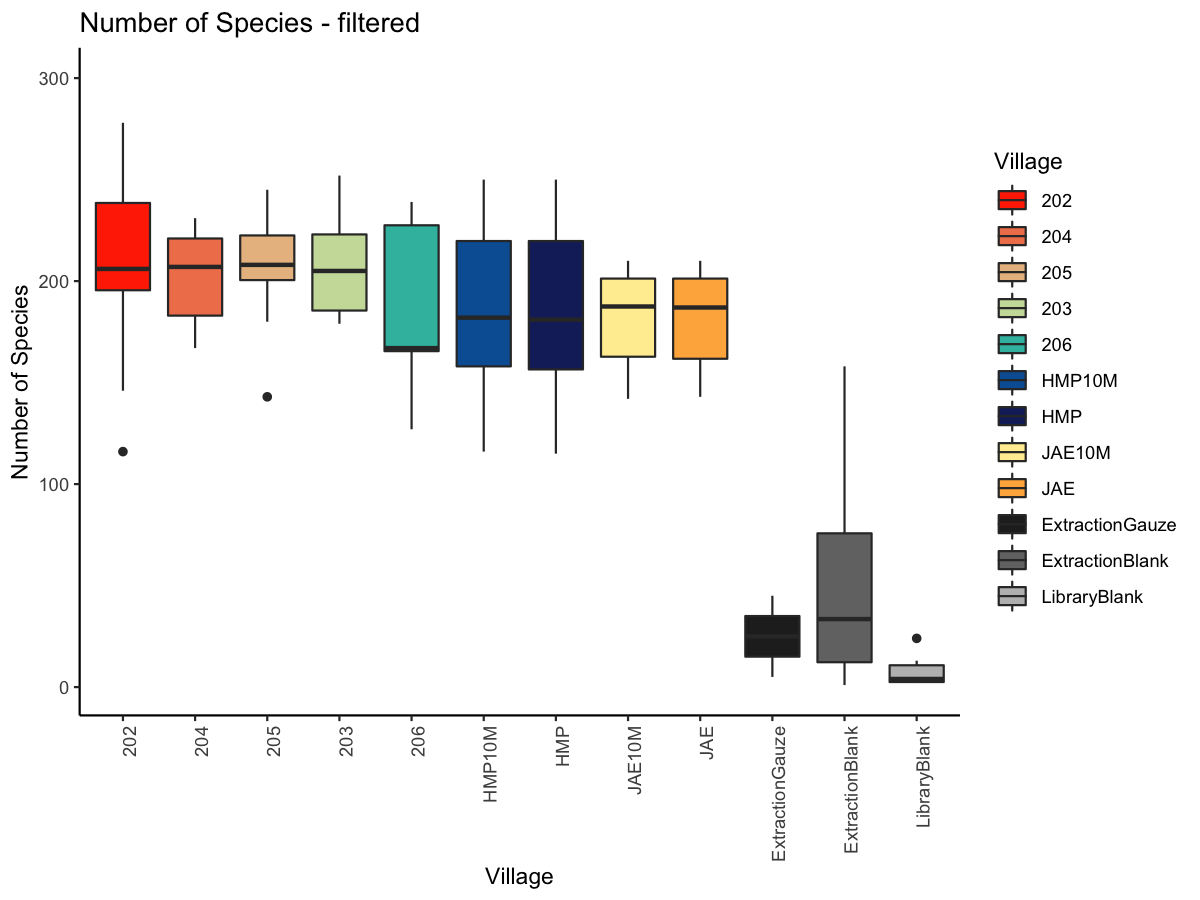 Number of Species - filtered
Number of Species
300
200
100
0
202
204
205
203
206
HMP10M
HMP
JAE10M
JAE
ExtractionGauze
ExtractionBlank
LibraryBlank
Village
Village
202
204
205
203
206
HMP10M
HMP
JAE10M
JAE
ExtractionGauze
ExtractionBlank
LibraryBlank